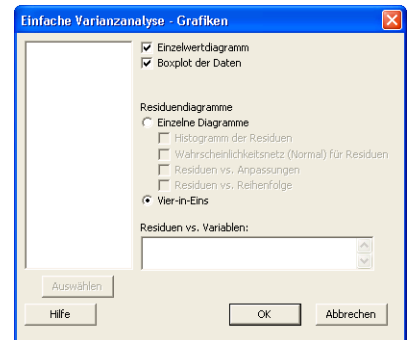 Einfache Varianzanalyse - Grafiken
Einzelwertdiagramm
Boxplot der Daten
Residuendiagramme
Einzelne Diagramme
Histogramm der Residuen
Wahrscheinlichkeitsnetz (Normal) für Residuen
Residuen vs. Anpassungen
Residuen vs. Reihenfolge
Vier-in-Eins
Residuen vs. Variablen:
Auswählen
Hilfe
OK
Abbrechen